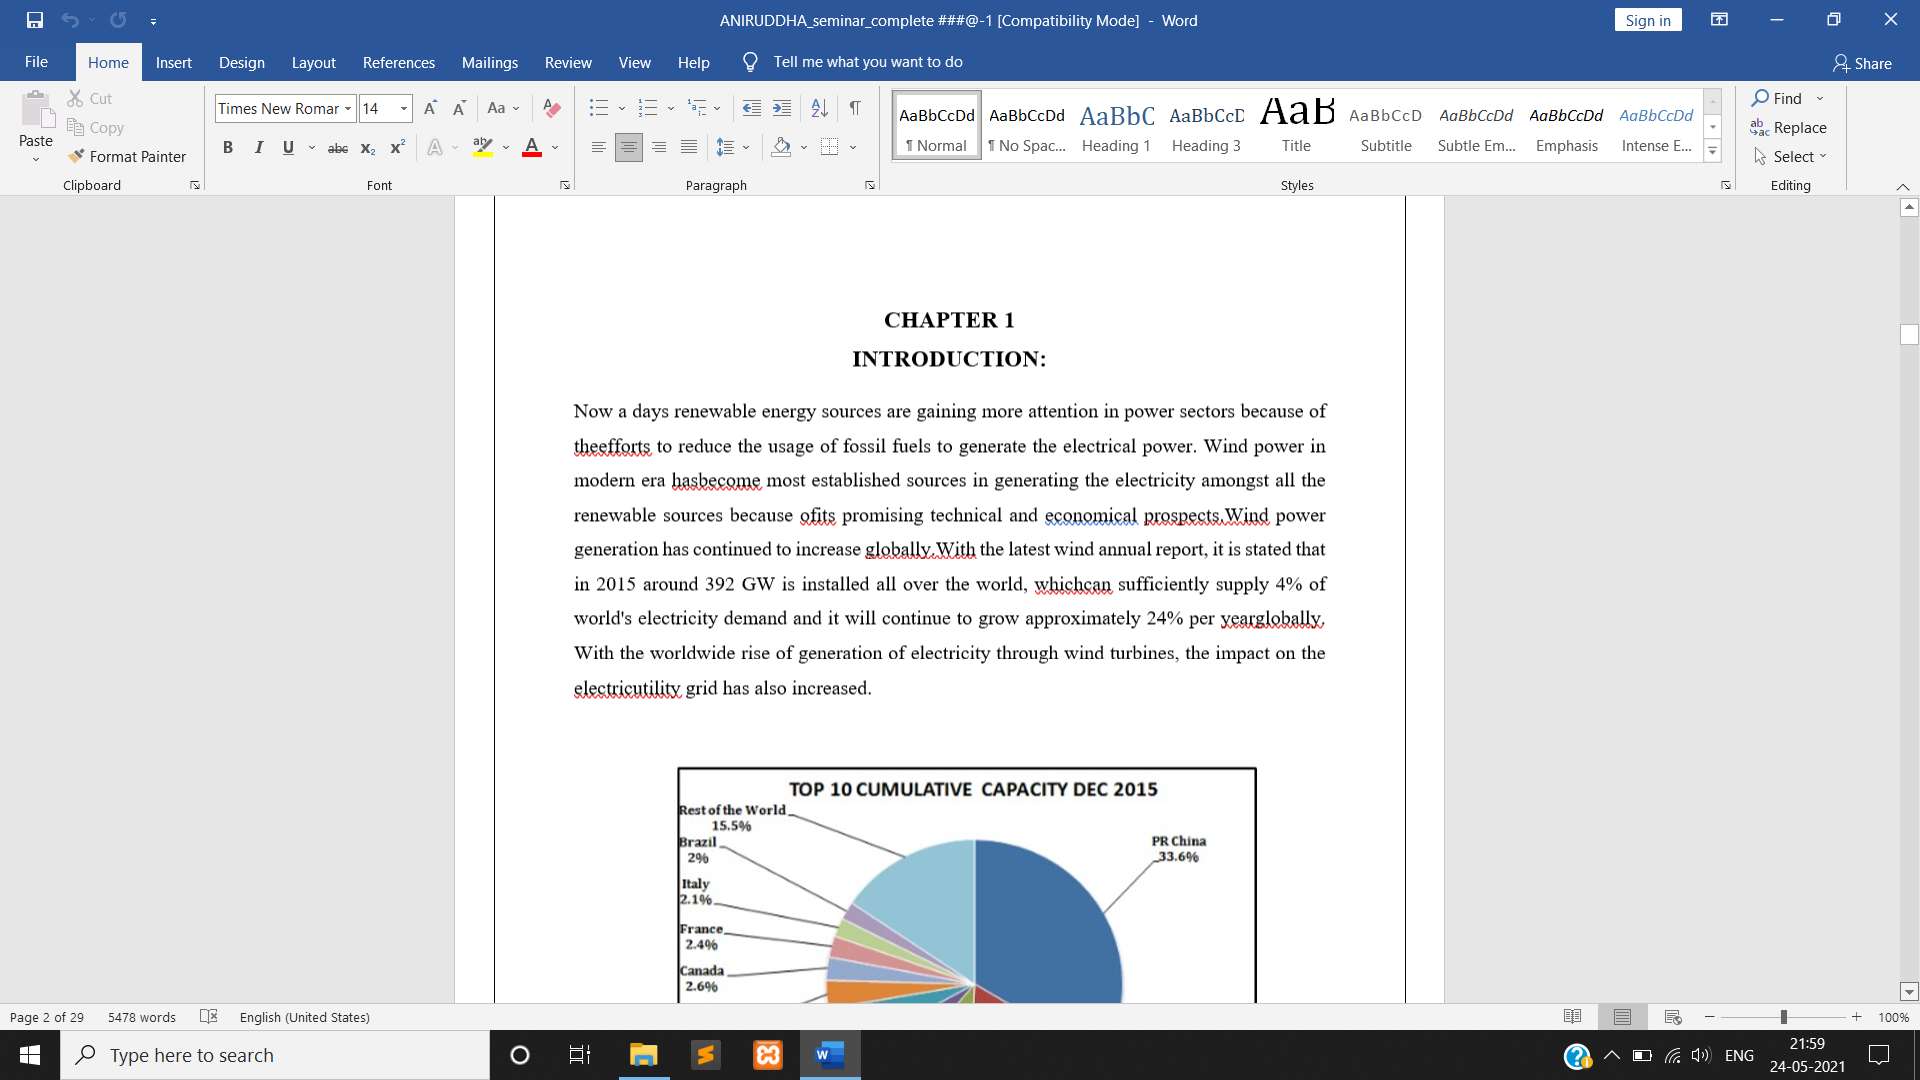 ANIRUDDHA_seminar_complete ###@-1 [Compatibility Mode] - Word
Sign in
File Home Insert Design Layout References Mailings Review View Help Tell me what you want to do
Share
Paste
Cut
Copy
Format Painter
Clipboard
Times New Romar 14
Aa
B I U abc x₂ x² A ab A
Font
Paragraph
AaBbCcDd AaBbCcDd AaBbC AaBbCcC AaB AaBbCcD AaBbCcDd AaBbCcDd AaBbCcDd
¶ Normal ¶ No Spac... Heading 1 Heading 3 Title Subtitle Subtle Em... Emphasis Intense E...
Styles
Find
Replace
Select
Editing
CHAPTER 1
INTRODUCTION:
Now a days renewable energy sources are gaining more attention in power sectors because of
theefforts to reduce the usage of fossil fuels to generate the electrical power. Wind power in
modern era hasbecome most established sources in generating the electricity amongst all the
renewable sources because ofits promising technical and economical prospects.Wind power
generation has continued to increase globally.With the latest wind annual report, it is stated that
in 2015 around 392 GW is installed all over the world, whichcan sufficiently supply 4% of
world's electricity demand and it will continue to grow approximately 24% per yearglobally.
With the worldwide rise of generation of electricity through wind turbines, the impact on the
electricutility grid has also increased.
TOP 10 CUMULATIVE CAPACITY DEC 2015
Rest of the World
15.5%
Brazil
2%
Italy
2.1%
France
2.4%
Canada
2.6%
PR China
33.6%
Page 2 of 29 5478 words English (United States) 100%
Type here to search
ENG
21:59
24-05-2021